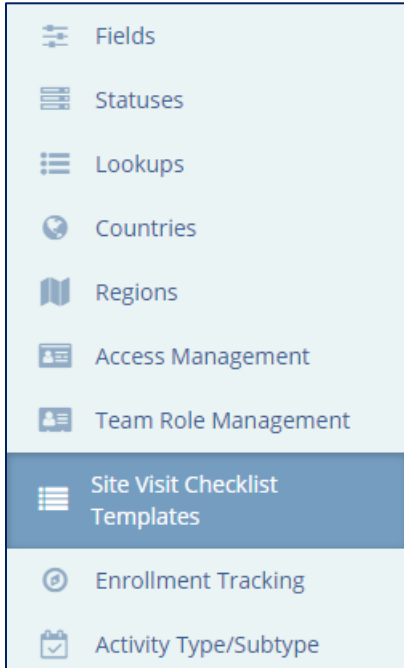 Fields
Statuses
Lookups
Countries
Regions
Access Management
Team Role Management
Site Visit Checklist
Templates
Enrollment Tracking
Activity Type/Subtype